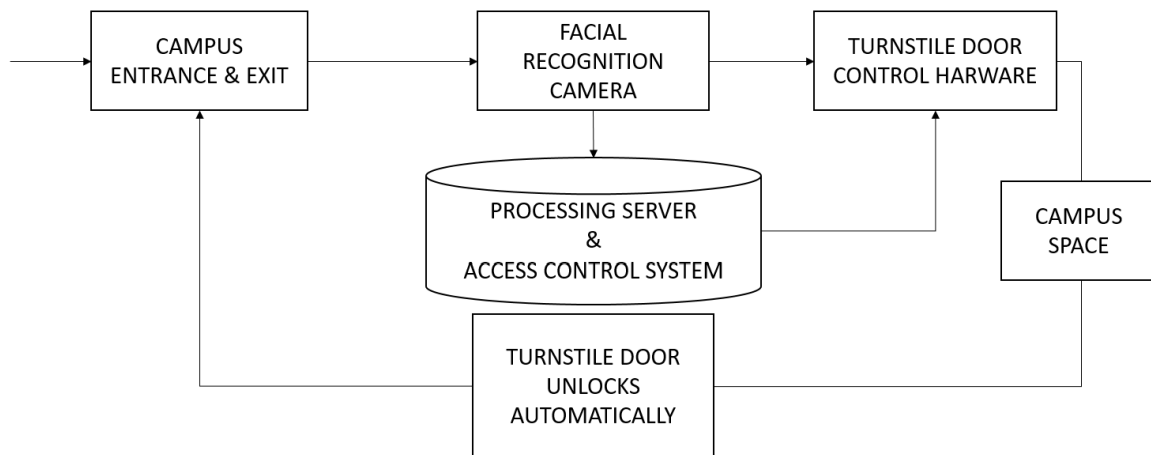 CAMPUS
ENTRANCE & EXIT
FACIAL
RECOGNITION
CAMERA
TURNSTILE DOOR
CONTROL HARWARE
PROCESSING SERVER
&
ACCESS CONTROL SYSTEM
CAMPUS
SPACE
TURNSTILE DOOR
UNLOCKS
AUTOMATICALLY